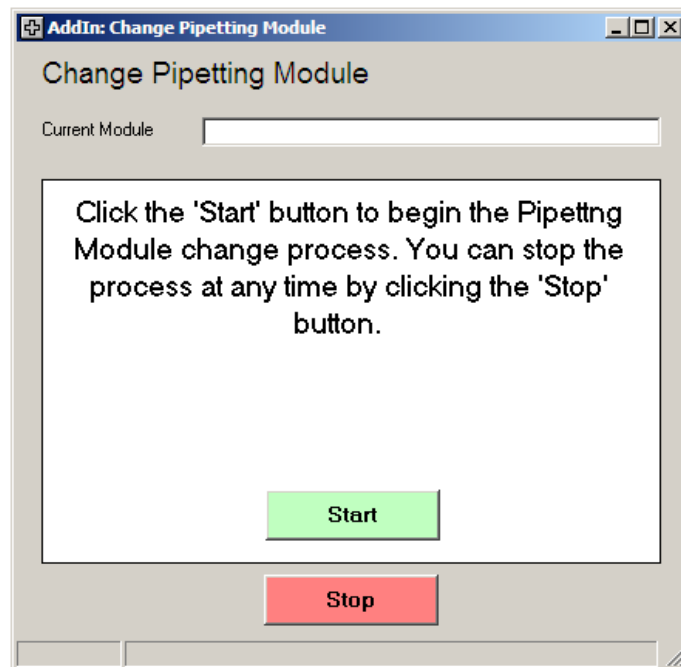 AddIn: Change Pipetting Module
Change Pipetting Module
Current Module
Click the 'Start' button to begin the Pipettng
Module change process. You can stop the
process at any time by clicking the 'Stop'
button.
Start
Stop